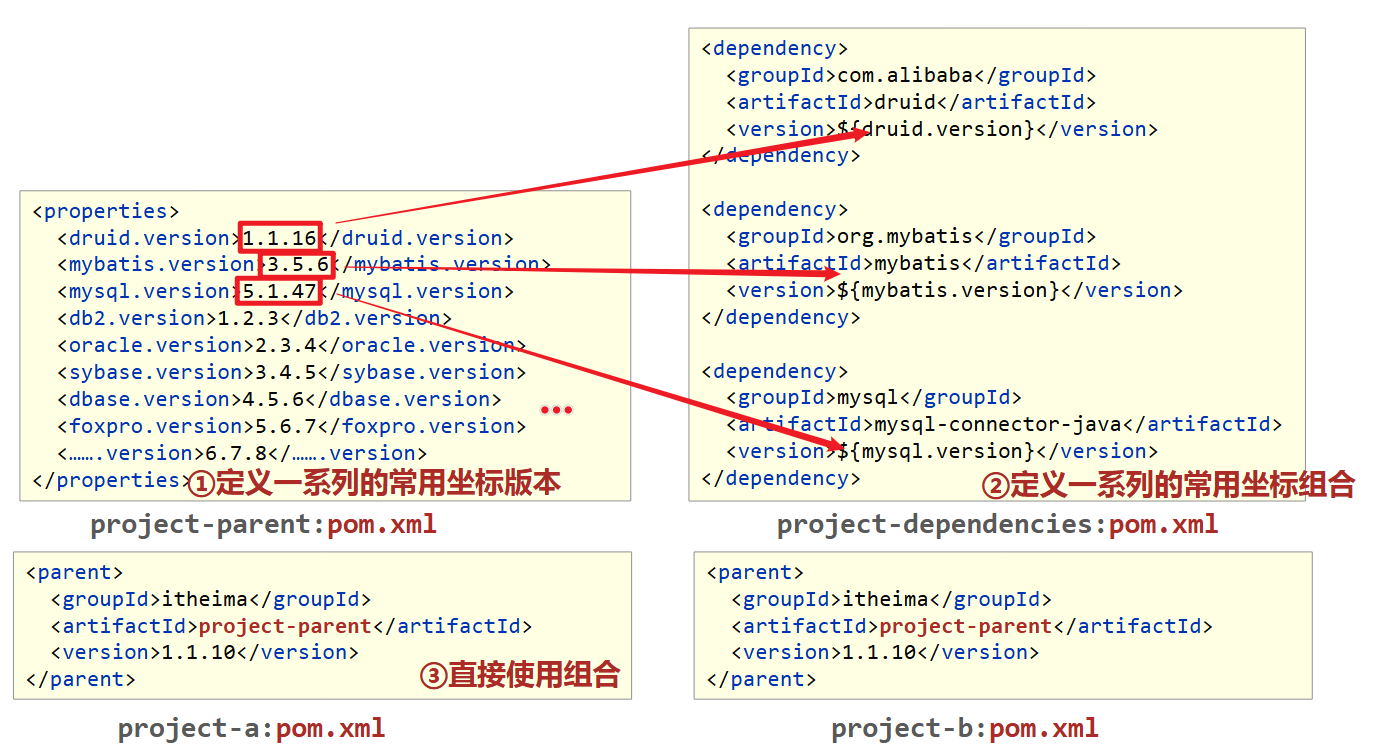 <properties>
<druid.version>1.1.16</druid.version>
<mybatis.version>3.5.6</mybatis.version>
<mysql.version>5.1.47</mysql.version>
<db2.version>1.2.3</db2.version>
<oracle.version>2.3.4</oracle.version>
<sybase.version>3.4.5</sybase.version>
<dbase.version>4.5.6</dbase.version>
<foxpro.version>5.6.7</foxpro.version>
<…….version>6.7.8</…….version>
</properties>
①定义一系列的常用坐标版本
project-parent:pom.xml
<dependency>
<groupId>com.alibaba</groupId>
<artifactId>druid</artifactId>
<version>${druid.version}</version>
</dependency>
<dependency>
<groupId>org.mybatis</groupId>
<artifactId>mybatis</artifactId>
<version>${mybatis.version}</version>
</dependency>
<dependency>
<groupId>mysql</groupId>
<artifactId>mysql-connector-java</artifactId>
<version>${mysql.version}</version>
</dependency>
②定义一系列的常用坐标组合
project-dependencies:pom.xml
<parent>
<groupId>itheima</groupId>
<artifactId>project-parent</artifactId>
<version>1.1.10</version>
</parent>
③直接使用组合
project-a:pom.xml
<parent>
<groupId>itheima</groupId>
<artifactId>project-parent</artifactId>
<version>1.1.10</version>
</parent>
project-b:pom.xml